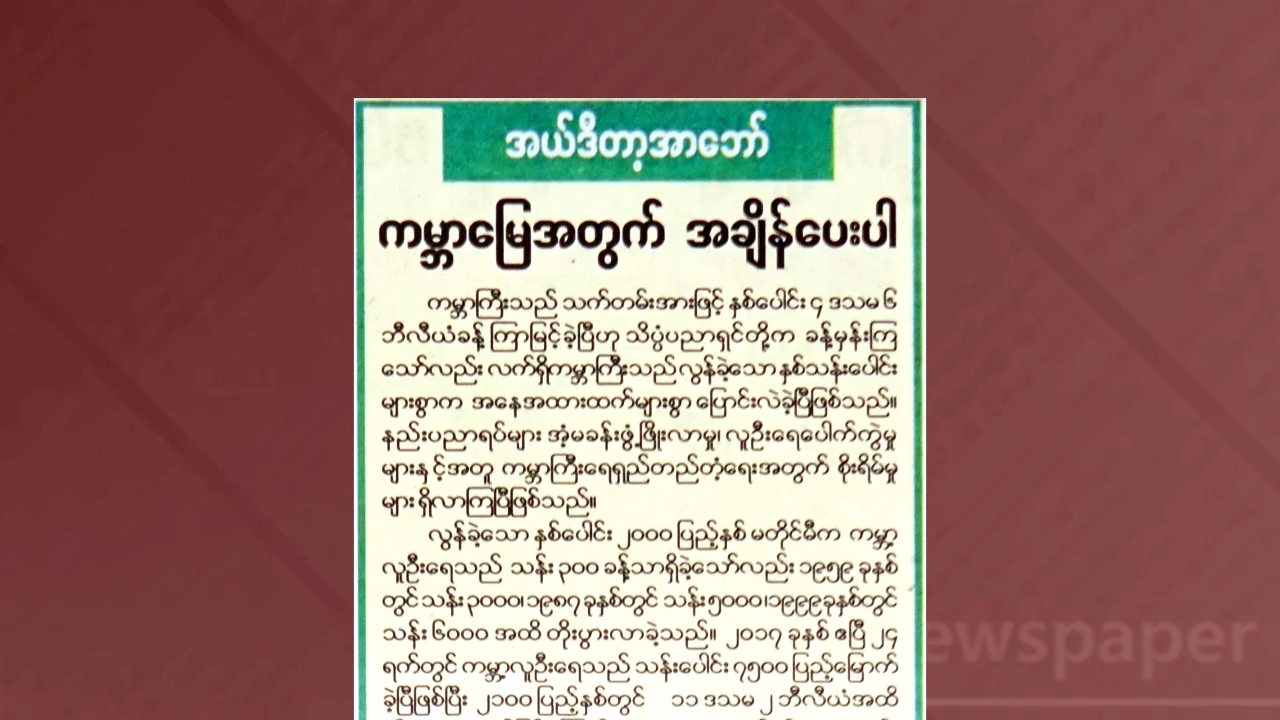 အယ်ဒီတာ့အာဘော်
ကမ္ဘာမြေအတွက် အချိန်ပေးပါ
ကမ္ဘာကြီးသည် သက်တမ်းအားဖြင့် နှစ်ပေါင်း ၄ ဒသမ ၆
ဘီလီယံခန့် ကြာမြင့်ခဲ့ပြီဟု သိပ္ပံပညာရှင်တို့က ခန့်မှန်းကြ
သော်လည်း လက်ရှိကမ္ဘာကြီးသည် လွန်ခဲ့သော နှစ်သန်းပေါင်း
များစွာက အနေအထားထက်များစွာ ပြောင်းလဲခဲ့ပြီဖြစ်သည်။
နည်းပညာရပ်များ အံ့မခန်းဖွံ့ဖြိုးလာမှု၊ လူဦးရေပေါက်ကွဲမှု
များနှင့်အတူ ကမ္ဘာကြီးရေရှည်တည်တံ့ရေးအတွက် စိုးရိမ်မှု
များ ရှိလာကြပြီဖြစ်သည်။
လွန်ခဲ့သော နှစ်ပေါင်း ၂၀၀၀ ပြည့်နှစ် မတိုင်မီက ကမ္ဘာ့
လူဦးရေသည် သန်း ၃၀၀ ခန့်သာရှိခဲ့သော်လည်း ၁၉၅၉ ခုနှစ်
တွင် သန်း ၃၀၀၀၊ ၁၉၈၇ ခုနှစ်တွင် သန်း ၅၀၀၀၊ ၁၉၉၉ ခုနှစ်တွင်
သန်း ၆၀၀၀ အထိ တိုးပွားလာခဲ့သည်။ ၂၀၁၇ ခုနှစ် ဧပြီ ၂၄
ရက်တွင် ကမ္ဘာ့လူဦးရေသည် သန်းပေါင်း ၇၅၀၀ ပြည့်မြောက်
ခဲ့ပြီဖြစ်ပြီး ၂၁၀၀ ပြည့်နှစ်တွင် ၁၁ ဒသမ ၂ ဘီလီယံအထိ
ewspaper